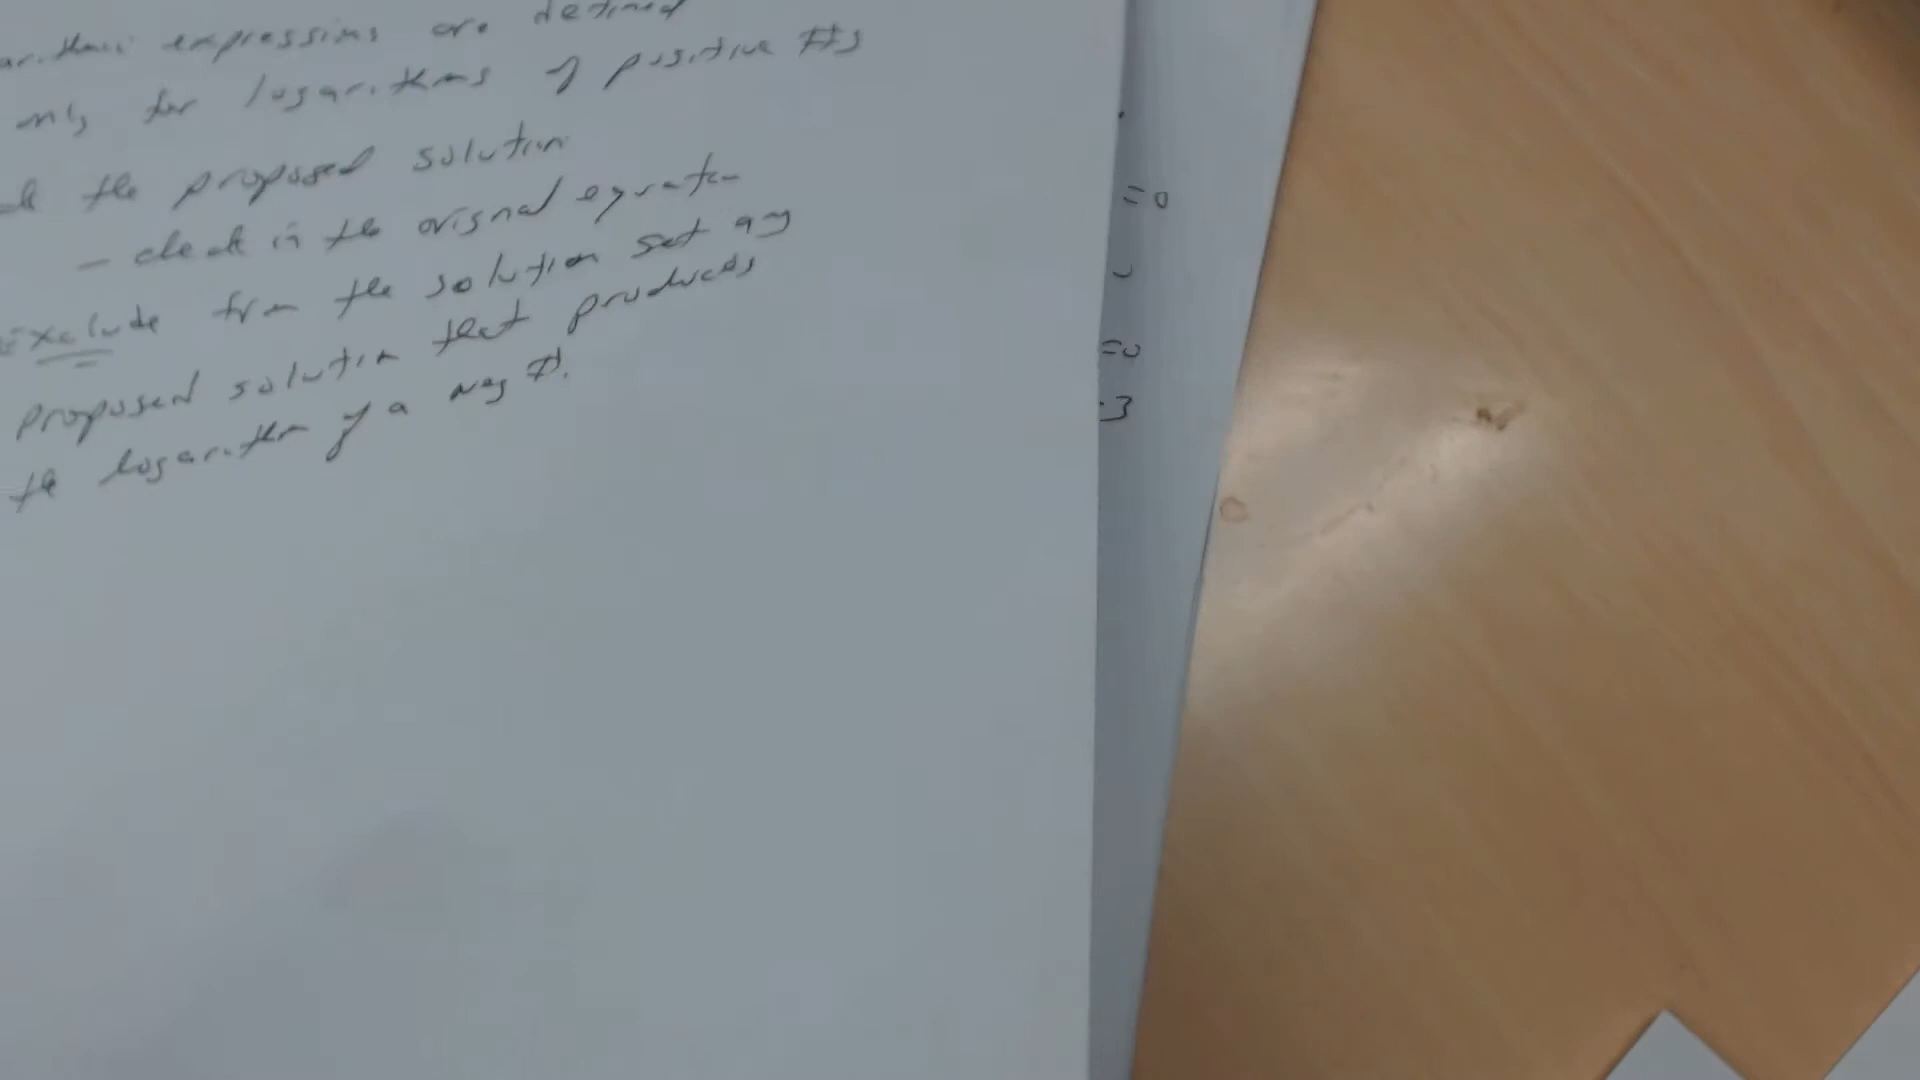 expressions are defined
only for logarithms of positive #s
the proposed solution
- check in the original equation
Exclude from the solution set any
proposed solution that produces
the logarithm of a neg #.
=0
=0
3